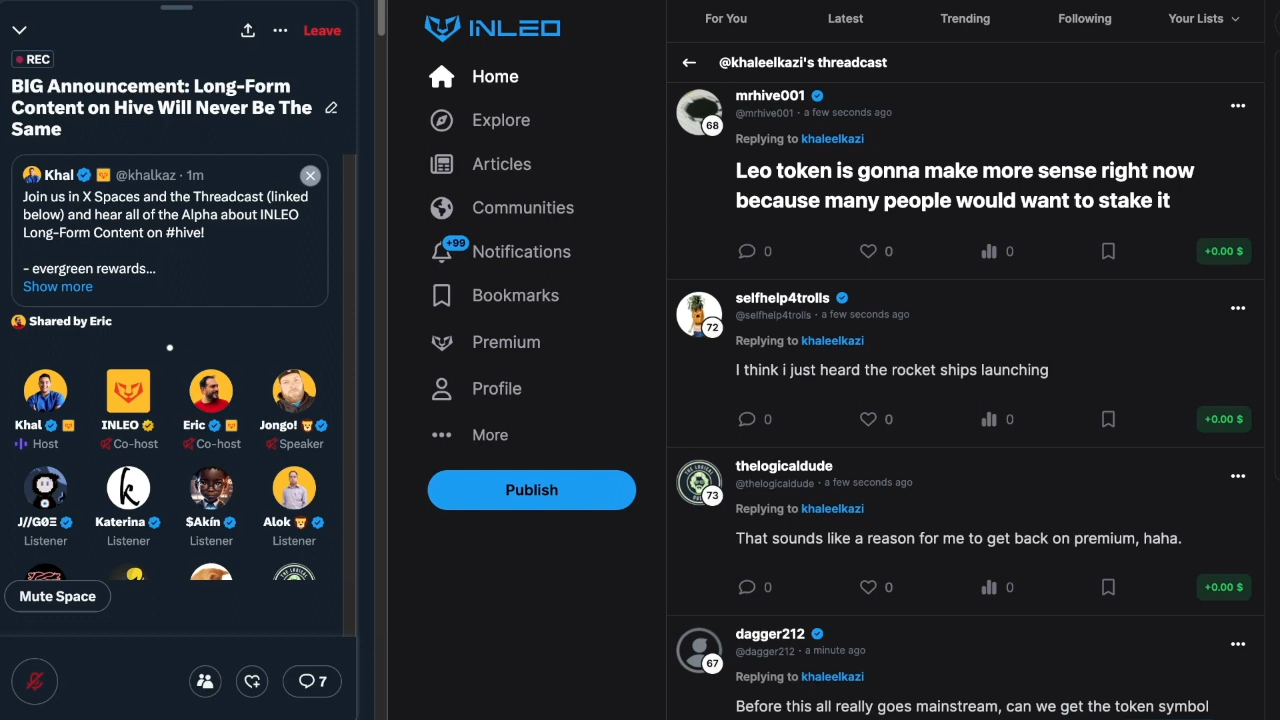 Leave
REC
BIG Announcement: Long-Form
Content on Hive Will Never Be The
Same
Khal @khalkaz · 1m
Join us in X Spaces and the Threadcast (linked
below) and hear all of the Alpha about INLEO
Long-Form Content on #hive!
- evergreen rewards...
Show more
Shared by Eric
Khal
INLEO
Eric
Jongo!
Host
Co-host
Co-host
Speaker
J//GΘΞ
Katerina
$Akín
Alok
Listener
Listener
Listener
Listener
Mute Space
7
INLEO
Home
Explore
Articles
Communities
+99
Notifications
Bookmarks
Premium
Profile
More
Publish
For You
Latest
Trending
Following
Your Lists
@khaleelkazi's threadcast
mrhive001
@mrhive001 · a few seconds ago
68
Replying to khaleelkazi
Leo token is gonna make more sense right now
because many people would want to stake it
0
0
0
+0.00 $
selfhelp4trolls
@selfhelp4trolls · a few seconds ago
72
Replying to khaleelkazi
I think i just heard the rocket ships launching
0
0
0
+0.00 $
thelogicaldude
@thelogicaldude · a few seconds ago
73
Replying to khaleelkazi
That sounds like a reason for me to get back on premium, haha.
0
0
0
+0.00 $
dagger212
@dagger212 · a minute ago
67
Replying to khaleelkazi
Before this all really goes mainstream, can we get the token symbol